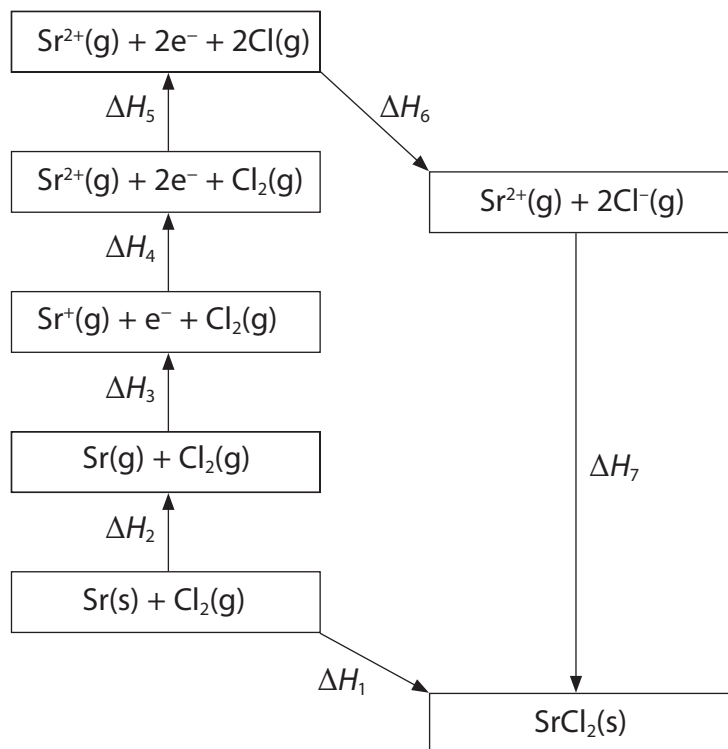 Sr²⁺(g) + 2e⁻ + 2Cl(g)
ΔH₅
ΔH₆
Sr²⁺(g) + 2e⁻ + Cl₂(g)
Sr²⁺(g) + 2Cl⁻(g)
ΔH₄
Sr⁺(g) + e⁻ + Cl₂(g)
ΔH₃
Sr(g) + Cl₂(g)
ΔH₇
ΔH₂
Sr(s) + Cl₂(g)
ΔH₁
SrCl₂(s)